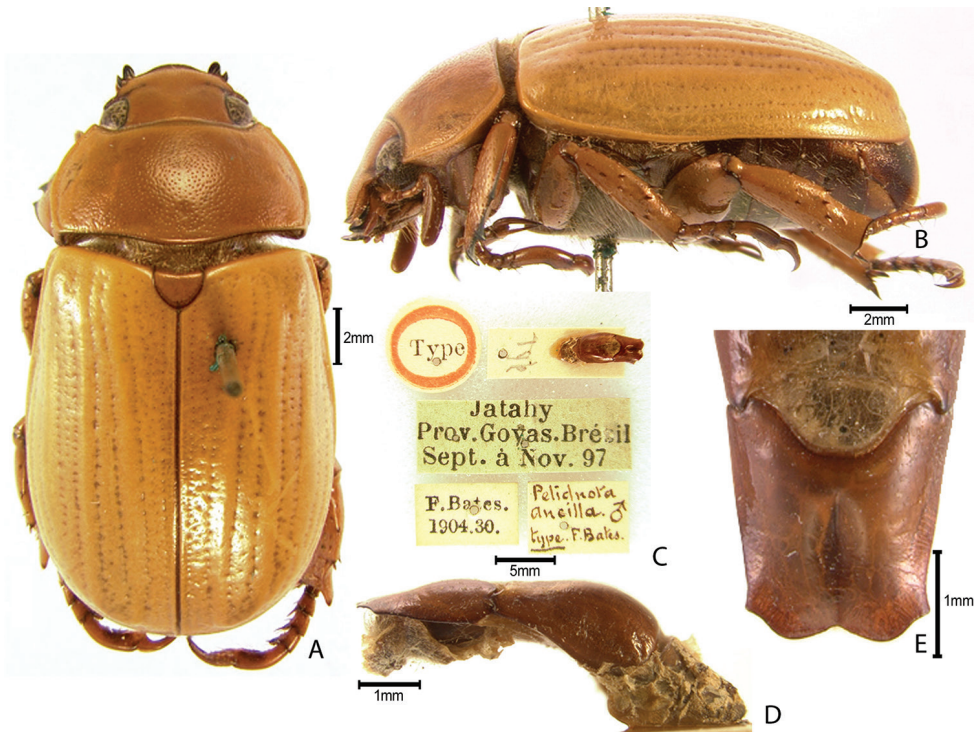 B
2mm
2mm
Type
Jatahy
Prov. Goyas. Brésil
Sept. à Nov. 97
F. Bates.
1904.30.
Pelidnota
ancilla. ♂
type. F. Bates.
5mm
C
A
1mm
D
1mm
E